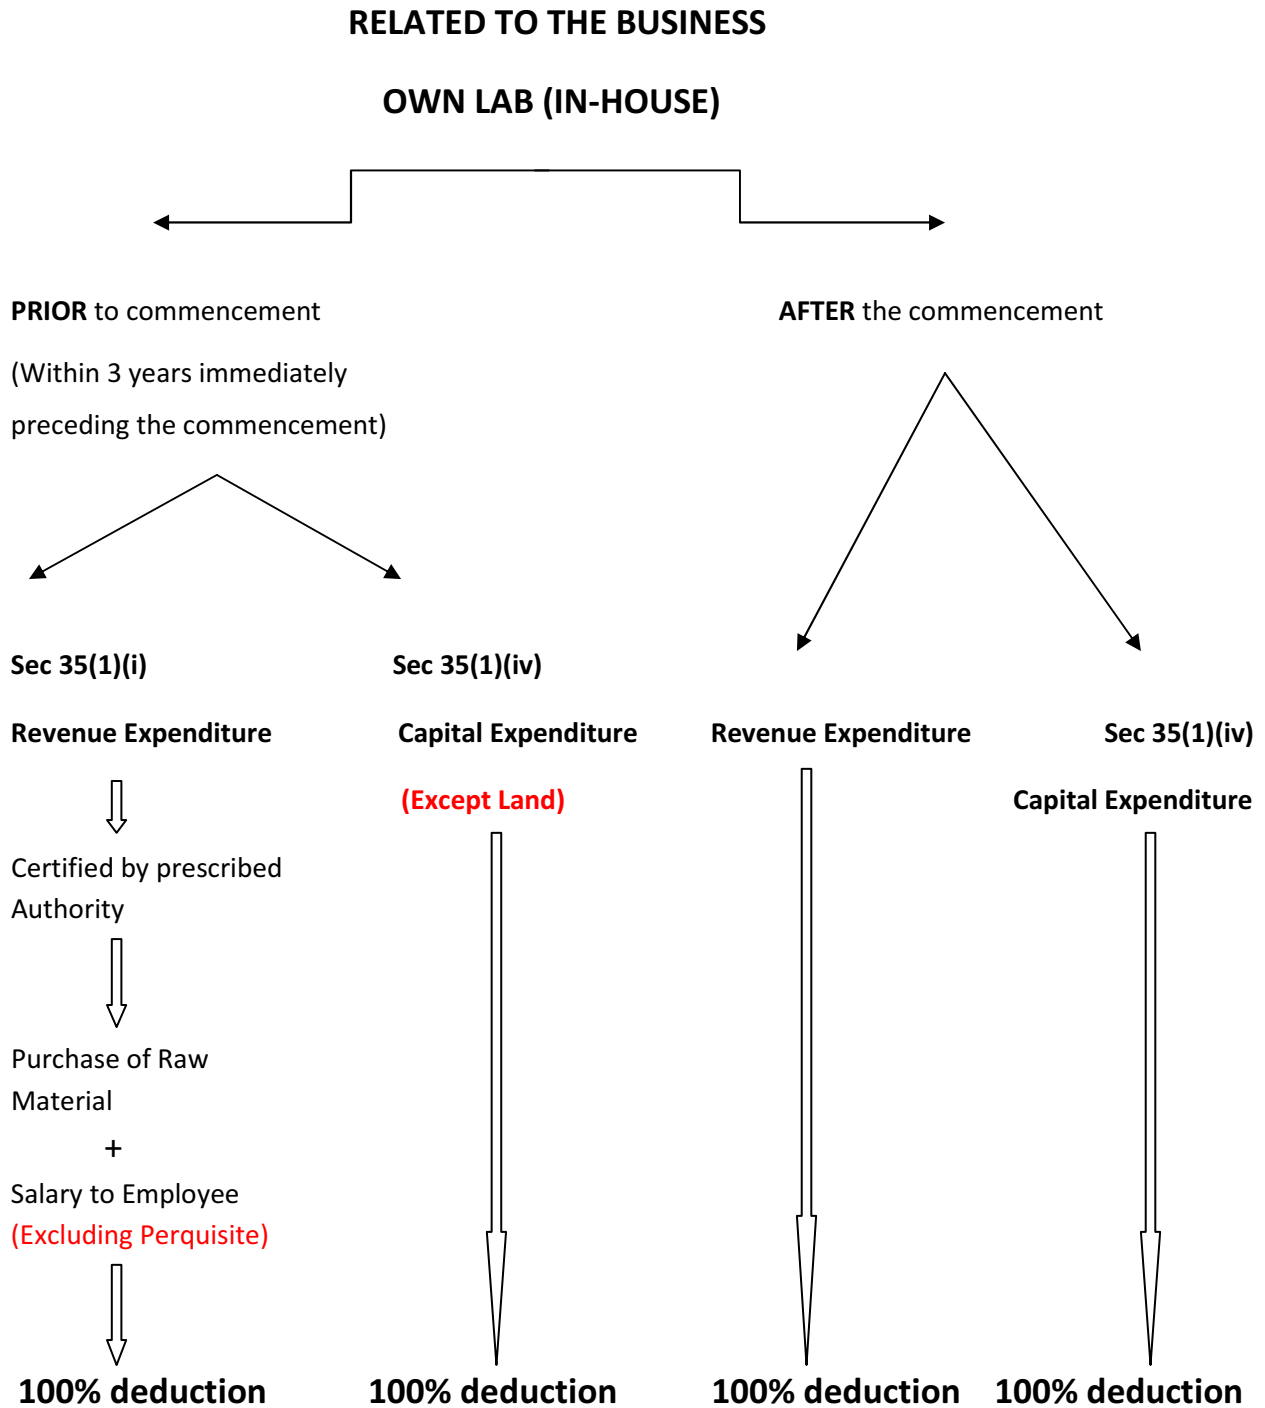 RELATED TO THE BUSINESS
OWN LAB (IN-HOUSE)
PRIOR to commencement
AFTER the commencement
(Within 3 years immediately
preceding the commencement)
Sec 35(1)(i)
Sec 35(1)(iv)
Revenue Expenditure
Capital Expenditure
Revenue Expenditure
Sec 35(1)(iv)
(Except Land)
Capital Expenditure
Certified by prescribed
Authority
Purchase of Raw
Material
+
Salary to Employee
(Excluding Perquisite)
100% deduction
100% deduction
100% deduction
100% deduction